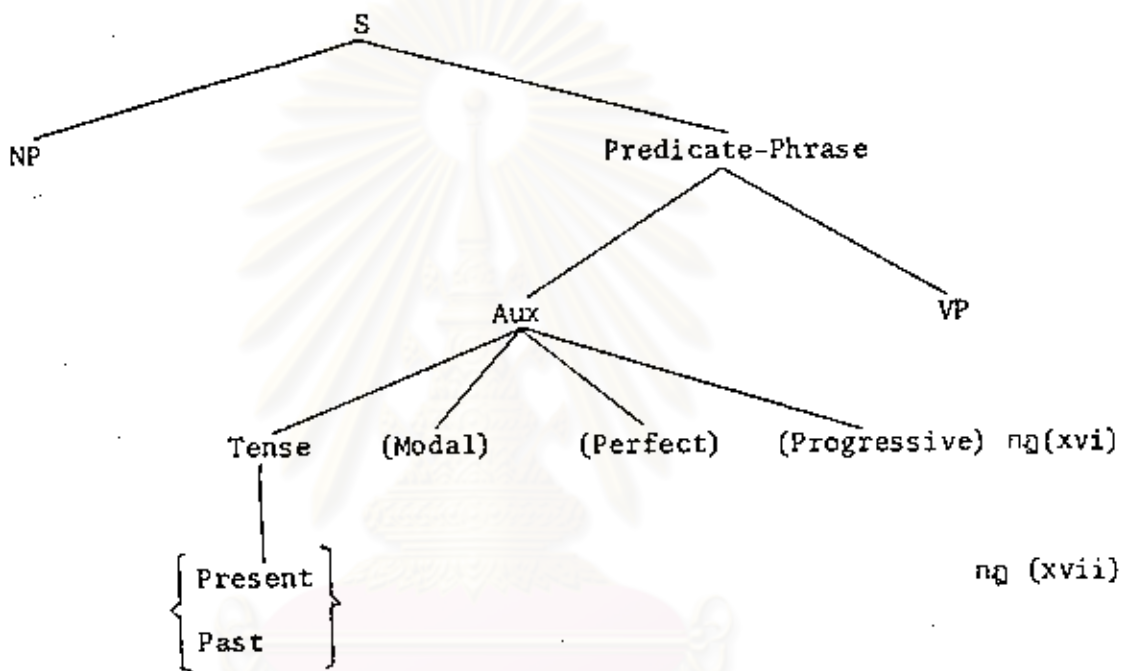 S
NP Predicate-Phrase
Aux VP
Tense (Modal) (Perfect) (Progressive) กฎ(xvi)
Present กฎ (xvii)
Past